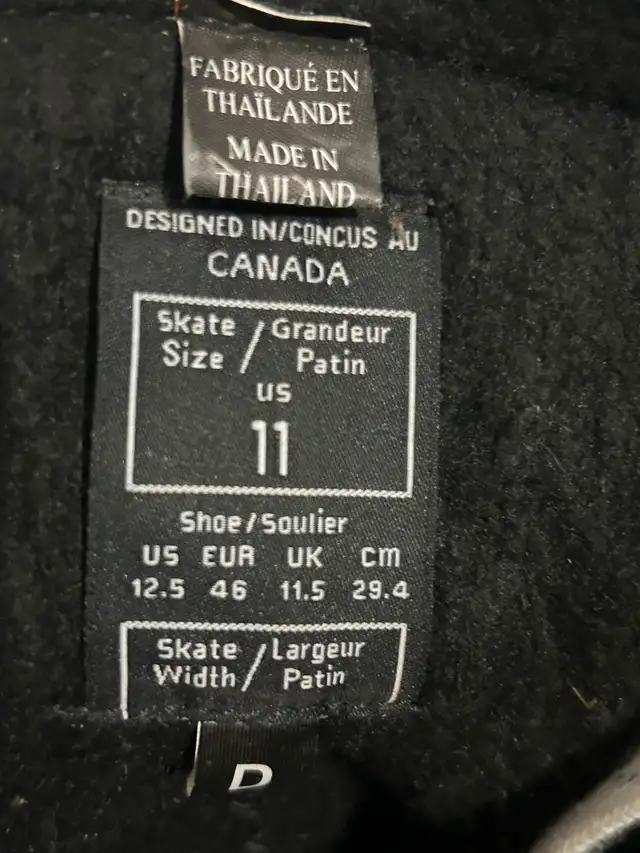 FABRIQUÉ EN
THAÏLANDE
MADE IN
THAILAND
DESIGNED IN/CONCUS AU
CANADA
Skate / Grandeur
Size / Patin
US
11
Shoe/Soulier
US EUR UK cm
12.5 46 11.5 29.4
Skate / Largeur
Width / Patin